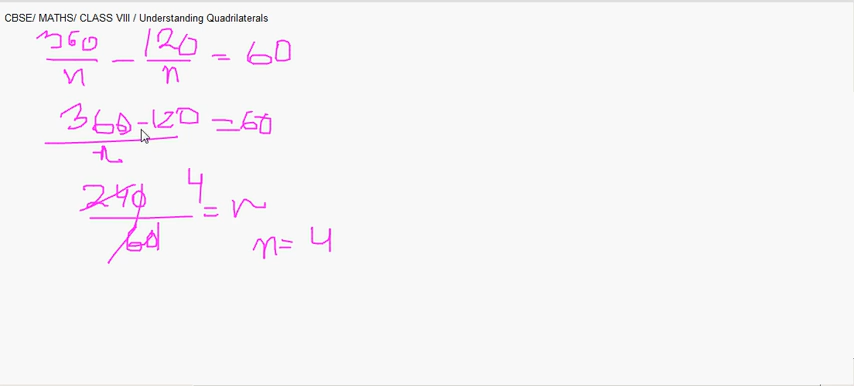 CBSE/ MATHS/ CLASS VIII / Understanding Quadrilaterals
360/n - 120/n = 60
360-120/n = 60
240/60 4 = n
n = 4